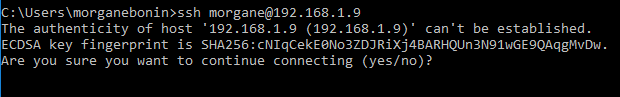 C:\Users\morganebonin>ssh morgane@192.168.1.9
The authenticity of host '192.168.1.9 (192.168.1.9)' can't be established.
ECDSA key fingerprint is SHA256:cNIqCekE0No3ZDJRiXj4BARHQUn3N91wGE9QAqgMvDw.
Are you sure you want to continue connecting (yes/no)?